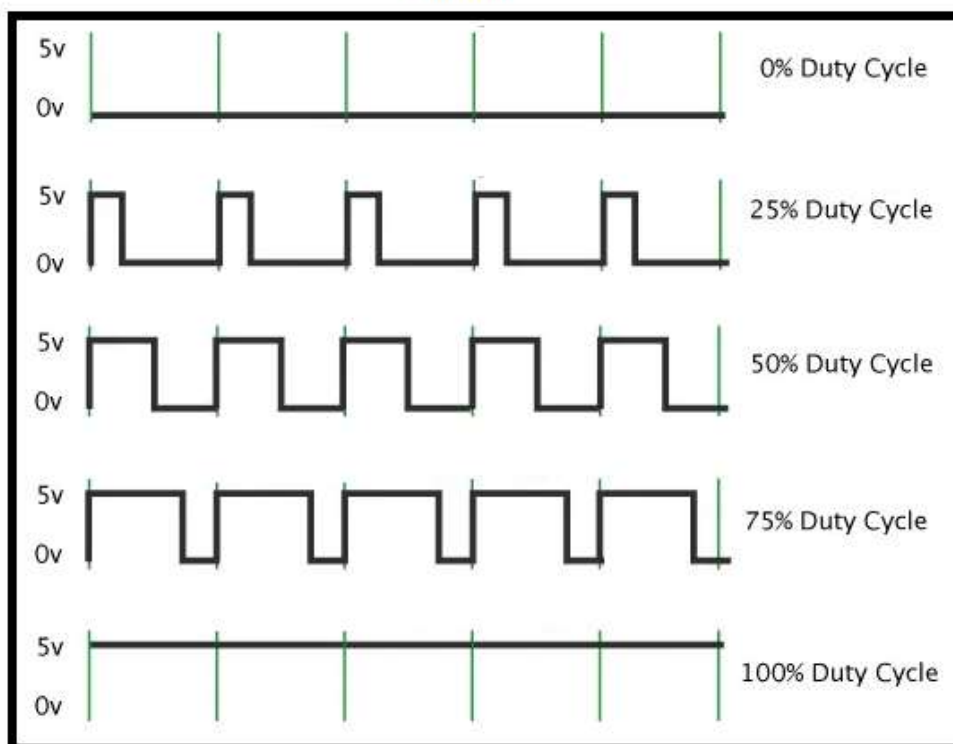 5v
0% Duty Cycle
0v
5v
25% Duty Cycle
0v
5v
50% Duty Cycle
0v
5v
75% Duty Cycle
0v
5v
100% Duty Cycle
0v